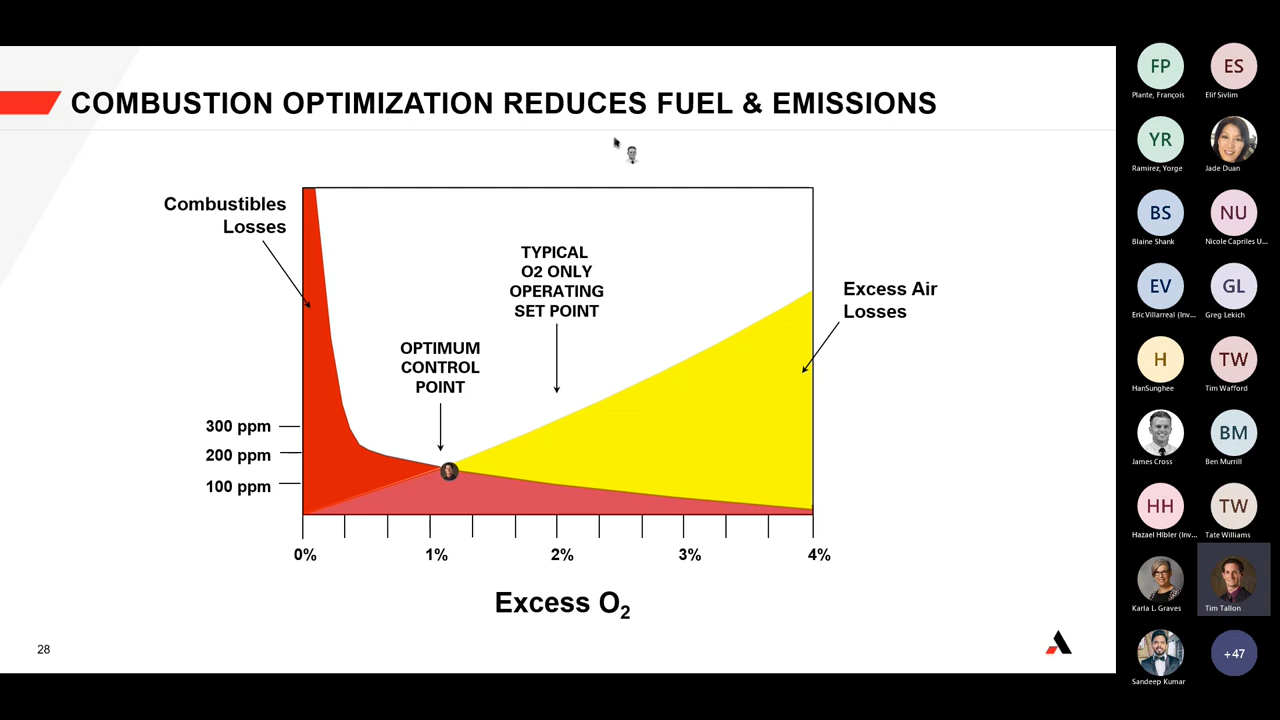 COMBUSTION OPTIMIZATION REDUCES FUEL & EMISSIONS
Combustibles
Losses
TYPICAL
O2 ONLY
OPERATING
SET POINT
Excess Air
Losses
OPTIMUM
CONTROL
POINT
300 ppm
200 ppm
100 ppm
0%
1%
2%
3%
4%
Excess O2
28
FP
Plante, François
ES
Elif Sivlim
YR
Ramirez, Yorge
Jade Duan
BS
Blaine Shank
NU
Nicole Capriles U...
EV
Eric Villarreal (Inv...
GL
Greg Lekich
H
HanSunghee
TW
Tim Wafford
James Cross
BM
Ben Murrill
HH
Hazael Hibler (Inv...
TW
Tate Williams
Karla L. Graves
Tim Tallon
Sandeep Kumar
+47